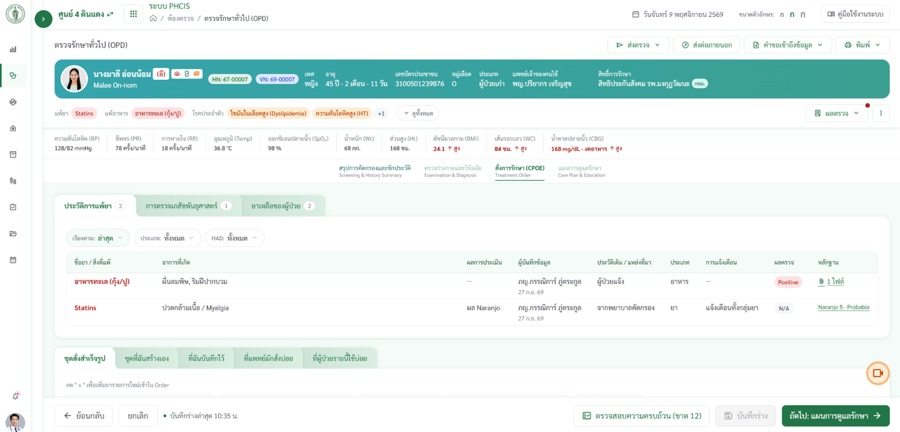 ศูนย์ 4 ดินแดง
ระบบ PHCIS
ห้องตรวจ / ตรวจรักษาทั่วไป (OPD)
วันจันทร์ 9 พฤศจิกายน 2569
ขนาดตัวอักษร: ก ก ก
คู่มือใช้งานระบบ
ตรวจรักษาทั่วไป (OPD)
ส่งตรวจ
ส่งต่อภายนอก
คำขอเข้าถึงข้อมูล
พิมพ์
นางมาลี อ่อนน้อม
Malee On-nom
HN: 67-00007
VN: 69-00007
เพศ
หญิง
อายุ
45 ปี - 2 เดือน - 11 วัน
เลขบัตรประชาชน
3100501239876
หมู่เลือด
O
ประเภท
ผู้ป่วยเก่า
แพทย์เจ้าของคนไข้
พญ.ปริยากร เจริญสุข
สิทธิ์การรักษา
สิทธิประกันสังคม รพ.มงกุฎวัฒนะ
แพ้ยา Statins แพ้อาหาร อาหารทะเล (กุ้ง/ปู) โรคประจำตัว ไขมันในเลือดสูง (Dyslipidemia) ความดันโลหิตสูง (HT) +1 ดูทั้งหมด
ผลตรวจ
ความดันโลหิต (BP)
128/82 mmHg
ชีพจร (PR)
78 ครั้ง/นาที
การหายใจ (RR)
18 ครั้ง/นาที
อุณหภูมิ (Temp)
36.8 °C
ออกซิเจนปลายนิ้ว (SpO₂)
98 %
น้ำหนัก (Wt)
68 กก.
ส่วนสูง (Ht)
168 ซม.
ดัชนีมวลกาย (BMI)
24.1 ↑ สูง
เส้นรอบเอว (WC)
84 ซม. ↑ สูง
น้ำตาลปลายนิ้ว (CBG)
168 mg/dL · งดอาหาร ↑ สูง
สรุปการคัดกรองและซักประวัติ
Screening & History Summary
ตรวจร่างกายและวินิจฉัย
Examination & Diagnosis
สั่งการรักษา (CPOE)
Treatment Order
แผนการดูแลรักษา
Care Plan & Education
ประวัติการแพ้ยา 2
การตรวจเภสัชพันธุศาสตร์ 1
ยาเหลือของผู้ป่วย 2
เรียงตาม: ล่าสุด
ประเภท: ทั้งหมด
HAD: ทั้งหมด
ชื่อยา / สิ่งที่แพ้ อาการที่เกิด ผลการประเมิน ผู้บันทึกข้อมูล ประวัติเดิม / แหล่งที่มา ประเภท การแจ้งเตือน ผลตรวจ หลักฐาน
อาหารทะเล (กุ้ง/ปู) ผื่นลมพิษ, ริมฝีปากบวม — ภญ.กรรณิการ์ ภู่ตระกูล ผู้ป่วยแจ้ง อาหาร — Positive 1 ไฟล์
27 ก.ย. 69
Statins ปวดกล้ามเนื้อ / Myalgia ผล Naranjo ภญ.กรรณิการ์ ภู่ตระกูล จากพยาบาลคัดกรอง ยา แจ้งเตือนทั้งกลุ่มยา N/A Naranjo 5 · Probable
27 ก.ย. 69
ชุดสั่งสำเร็จรูป
ชุดที่ฉันสร้างเอง
ที่ฉันบันทึกไว้
ที่แพทย์มักสั่งบ่อย
ที่ผู้ป่วยรายนี้ใช้บ่อย
กด " + " เพื่อเพิ่มยารายการใหม่เข้าใน Order
ย้อนกลับ
ยกเลิก
บันทึกร่างล่าสุด 10:35 น.
ตรวจสอบความครบถ้วน (ขาด 12)
บันทึกร่าง
ถัดไป: แผนการดูแลรักษา